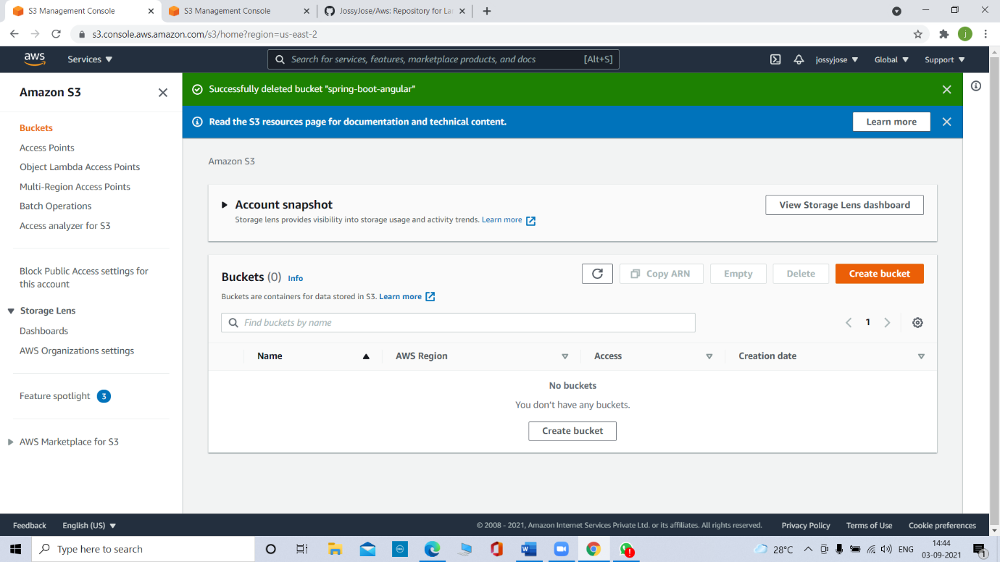 S3 Management Console
S3 Management Console
JossyJose/Aws: Repository for La
s3.console.aws.amazon.com/s3/home?region=us-east-2
j
aws
Services
Search for services, features, marketplace products, and docs
[Alt+S]
jossyjose
Global
Support
Amazon S3
Buckets
Access Points
Object Lambda Access Points
Multi-Region Access Points
Batch Operations
Access analyzer for S3
Block Public Access settings for
this account
Storage Lens
Dashboards
AWS Organizations settings
Feature spotlight 3
AWS Marketplace for S3
Successfully deleted bucket "spring-boot-angular"
Read the S3 resources page for documentation and technical content.
Learn more
Amazon S3
Account snapshot
Storage lens provides visibility into storage usage and activity trends. Learn more
View Storage Lens dashboard
Buckets (0) Info
Buckets are containers for data stored in S3. Learn more
Copy ARN
Empty
Delete
Create bucket
Find buckets by name
1
Name
AWS Region
Access
Creation date
No buckets
You don't have any buckets.
Create bucket
Feedback
English (US)
© 2008 - 2021, Amazon Internet Services Private Ltd. or its affiliates. All rights reserved.
Privacy Policy
Terms of Use
Cookie preferences
Type here to search
28°C
ENG
14:44
03-09-2021
1